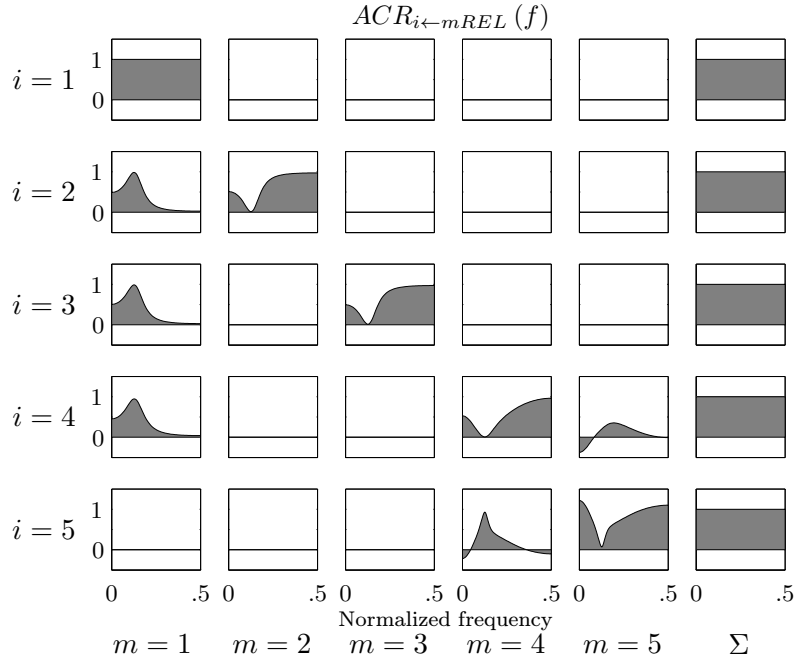 ACR_{i←mREL} (f)
i = 1
1
0
i = 2
1
0
i = 3
1
0
i = 4
1
0
i = 5
1
0
0 .5 0 .5 0 .5 0 .5 0 .5 0 .5
Normalized frequency
m = 1 m = 2 m = 3 m = 4 m = 5 Σ